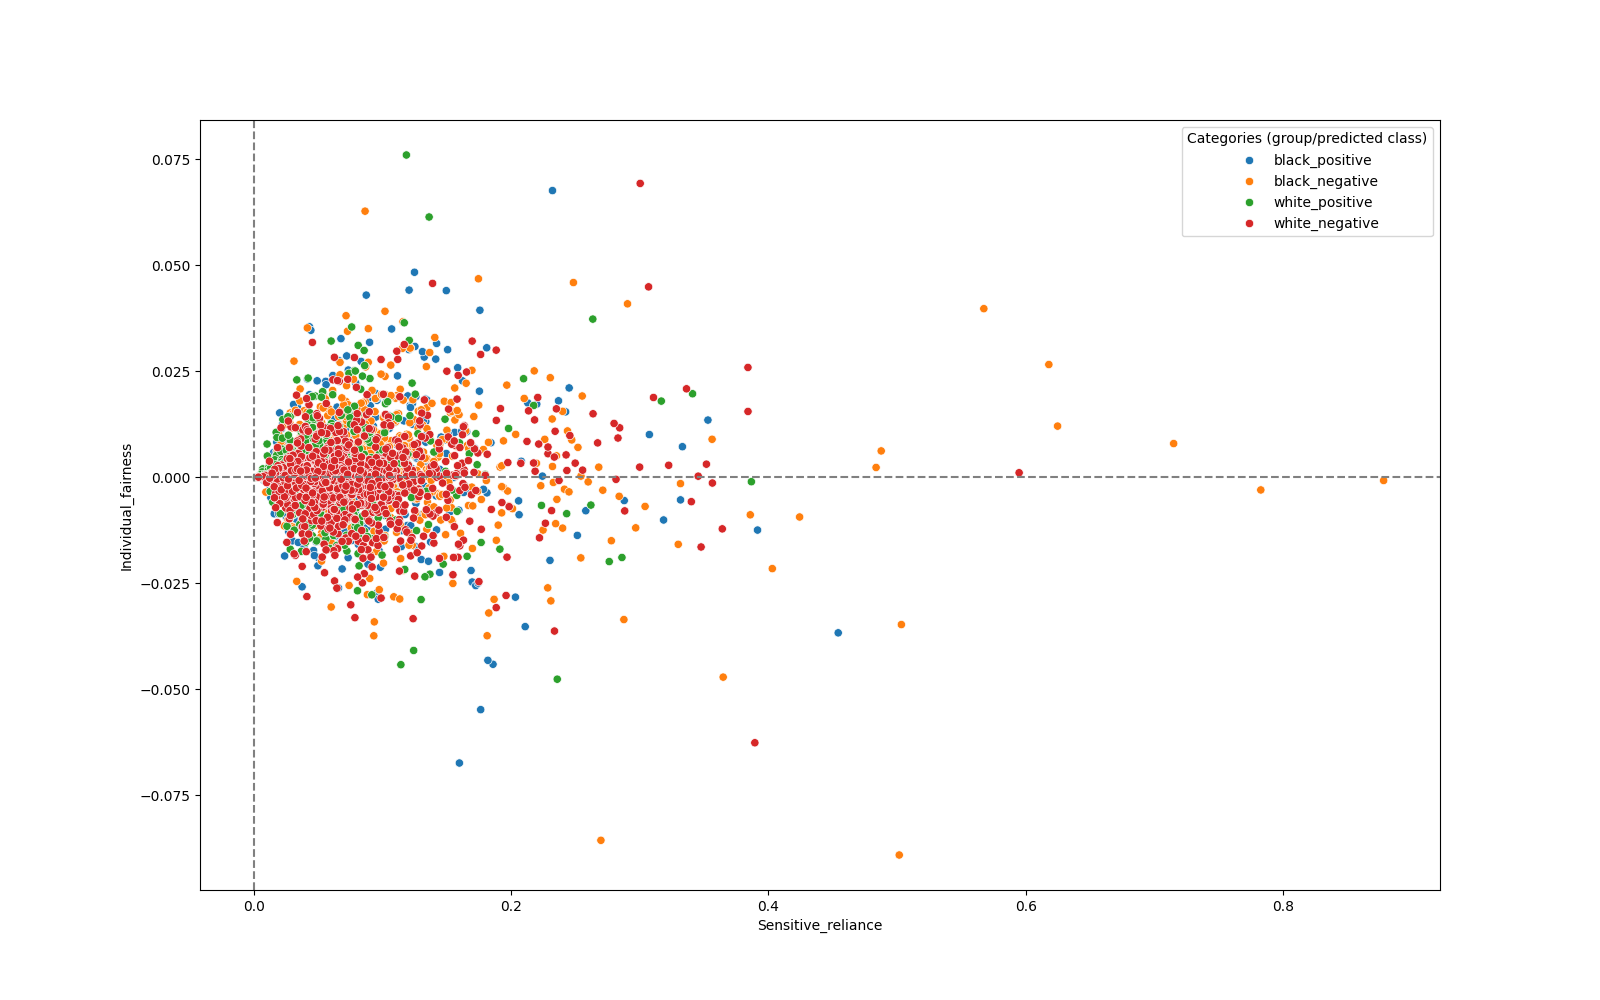 Categories (group/predicted class)
black_positive
black_negative
white_positive
white_negative
Individual_fairness
0.075
0.050
0.025
0.000
−0.025
−0.050
−0.075
0.0
0.2
0.4
0.6
0.8
Sensitive_reliance